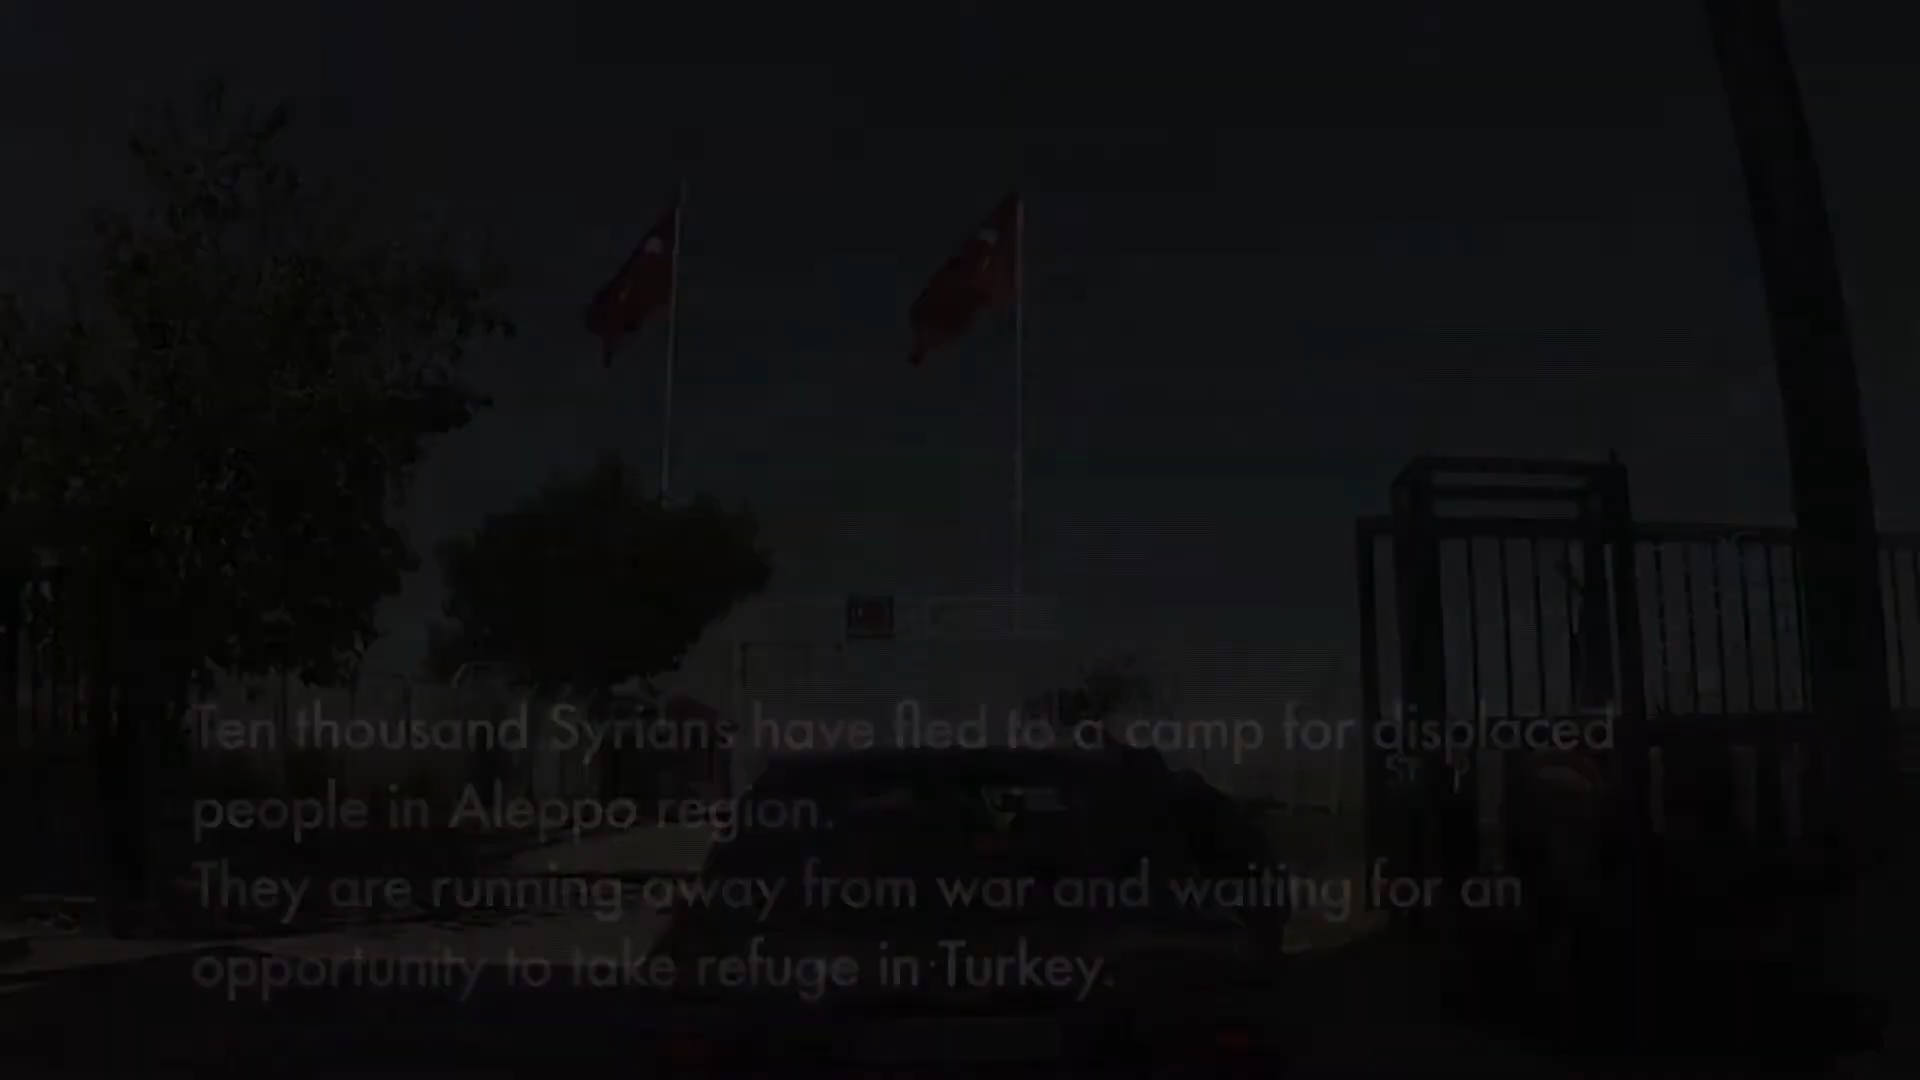 Ten thousand Syrians have fled to a camp for displaced
people in Aleppo region.
They are running away from war and waiting for an
opportunity to take refuge in Turkey.